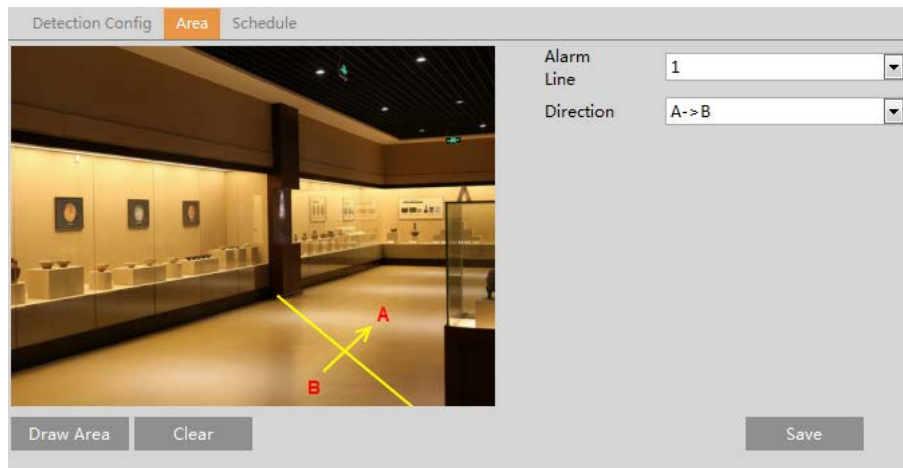 Detection Config Area Schedule
Alarm
Line
1
Direction
A->B
A
B
Draw Area
Clear
Save